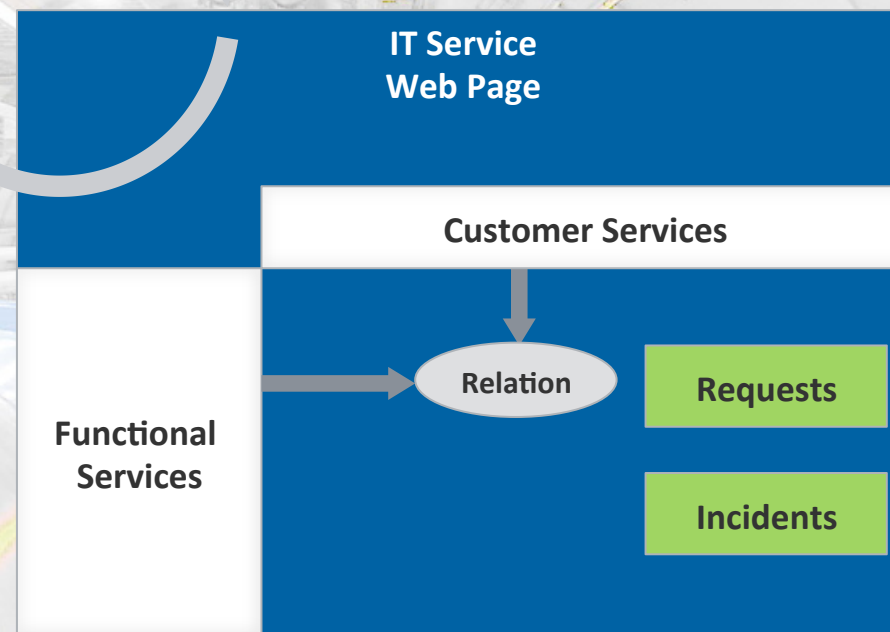 IT Service
Web Page
Customer Services
Relation
Requests
Functional
Services
Incidents